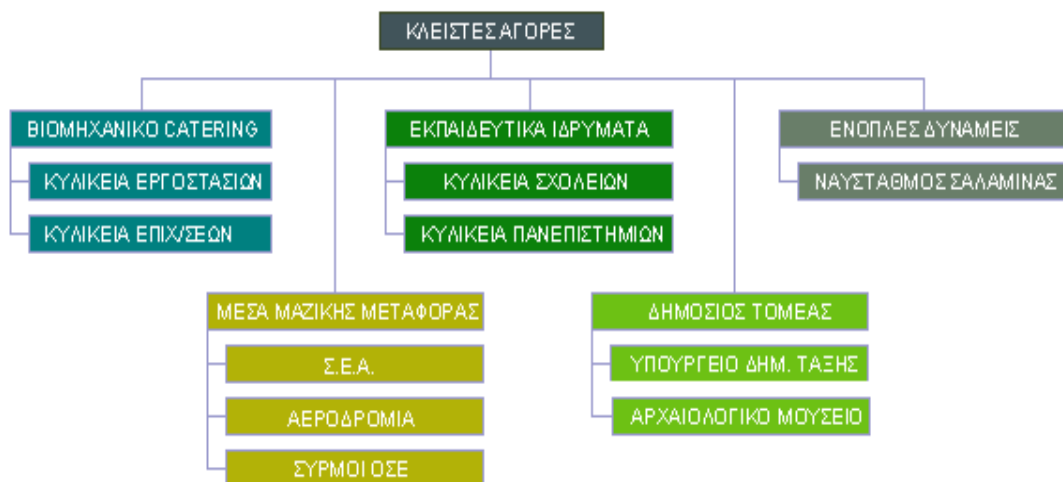 ΚΛΕΙΣΤΕΣ ΑΓΟΡΕΣ
ΒΙΟΜΗΧΑΝΙΚΟ CATERING
ΚΥΛΙΚΕΙΑ ΕΡΓΟΣΤΑΣΙΩΝ
ΚΥΛΙΚΕΙΑ ΕΠΙΧ/ΣΕΩΝ
ΕΚΠΑΙΔΕΥΤΙΚΑ ΙΔΡΥΜΑΤΑ
ΚΥΛΙΚΕΙΑ ΣΧΟΛΕΙΩΝ
ΚΥΛΙΚΕΙΑ ΠΑΝΕΠΙΣΤΗΜΙΩΝ
ΕΝΟΠΛΕΣ ΔΥΝΑΜΕΙΣ
ΝΑΥΣΤΑΘΜΟΣ ΣΑΛΑΜΙΝΑΣ
ΜΕΣΑ ΜΑΖΙΚΗΣ ΜΕΤΑΦΟΡΑΣ
Σ.Ε.Α.
ΑΕΡΟΔΡΟΜΙΑ
ΣΥΡΜΟΙ ΟΣΕ
ΔΗΜΟΣΙΟΣ ΤΟΜΕΑΣ
ΥΠΟΥΡΓΕΙΟ ΔΗΜ. ΤΑΞΗΣ
ΑΡΧΑΙΟΛΟΓΙΚΟ ΜΟΥΣΕΙΟ